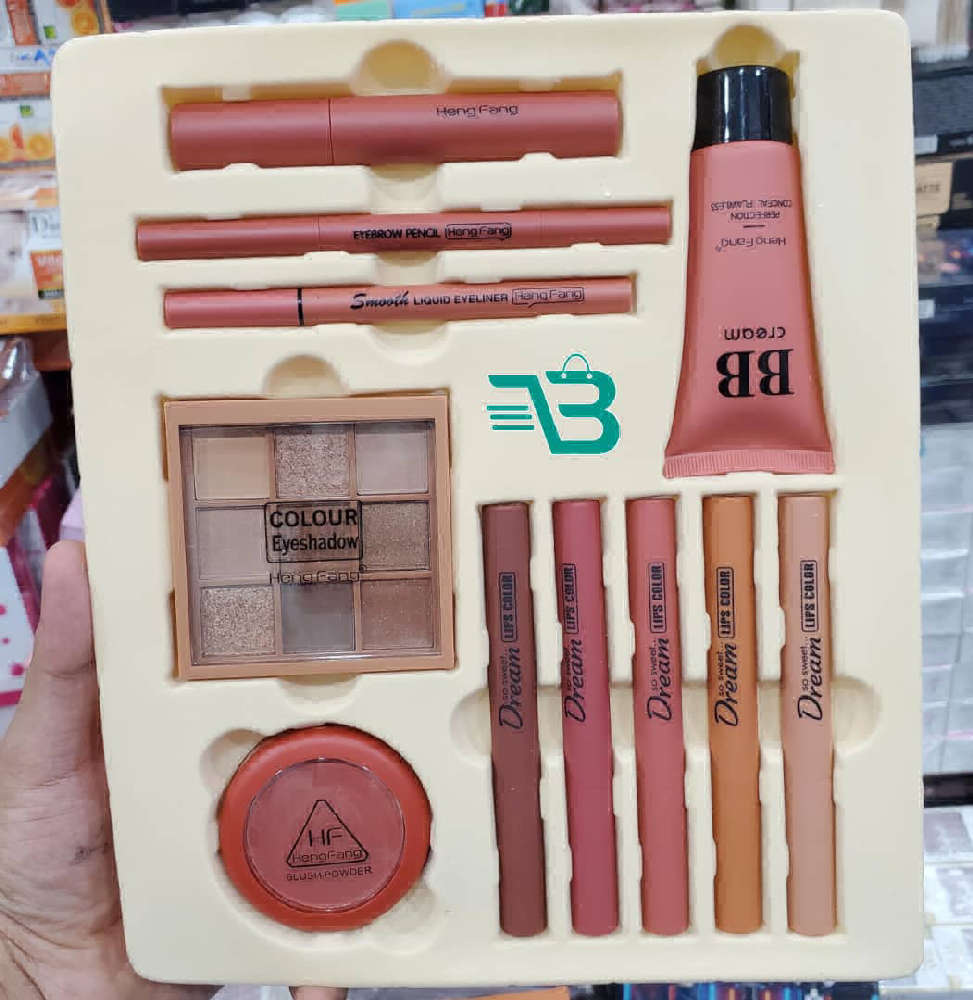 Heng Fang
EYEBROW PENCIL Heng Fang
Smooth LIQUID EYELINER Heng Fang
BB
cream
Heng Fang®
PERFECTION
CONCEAL FLAWLESS
COLOUR
Eyeshadow
Heng Fang®
HF
HengFang
BLUSH POWDER
so sweet...
Dream LIPS COLOR
so sweet...
Dream LIPS COLOR
so sweet...
Dream LIPS COLOR
so sweet...
Dream LIPS COLOR
so sweet...
Dream LIPS COLOR